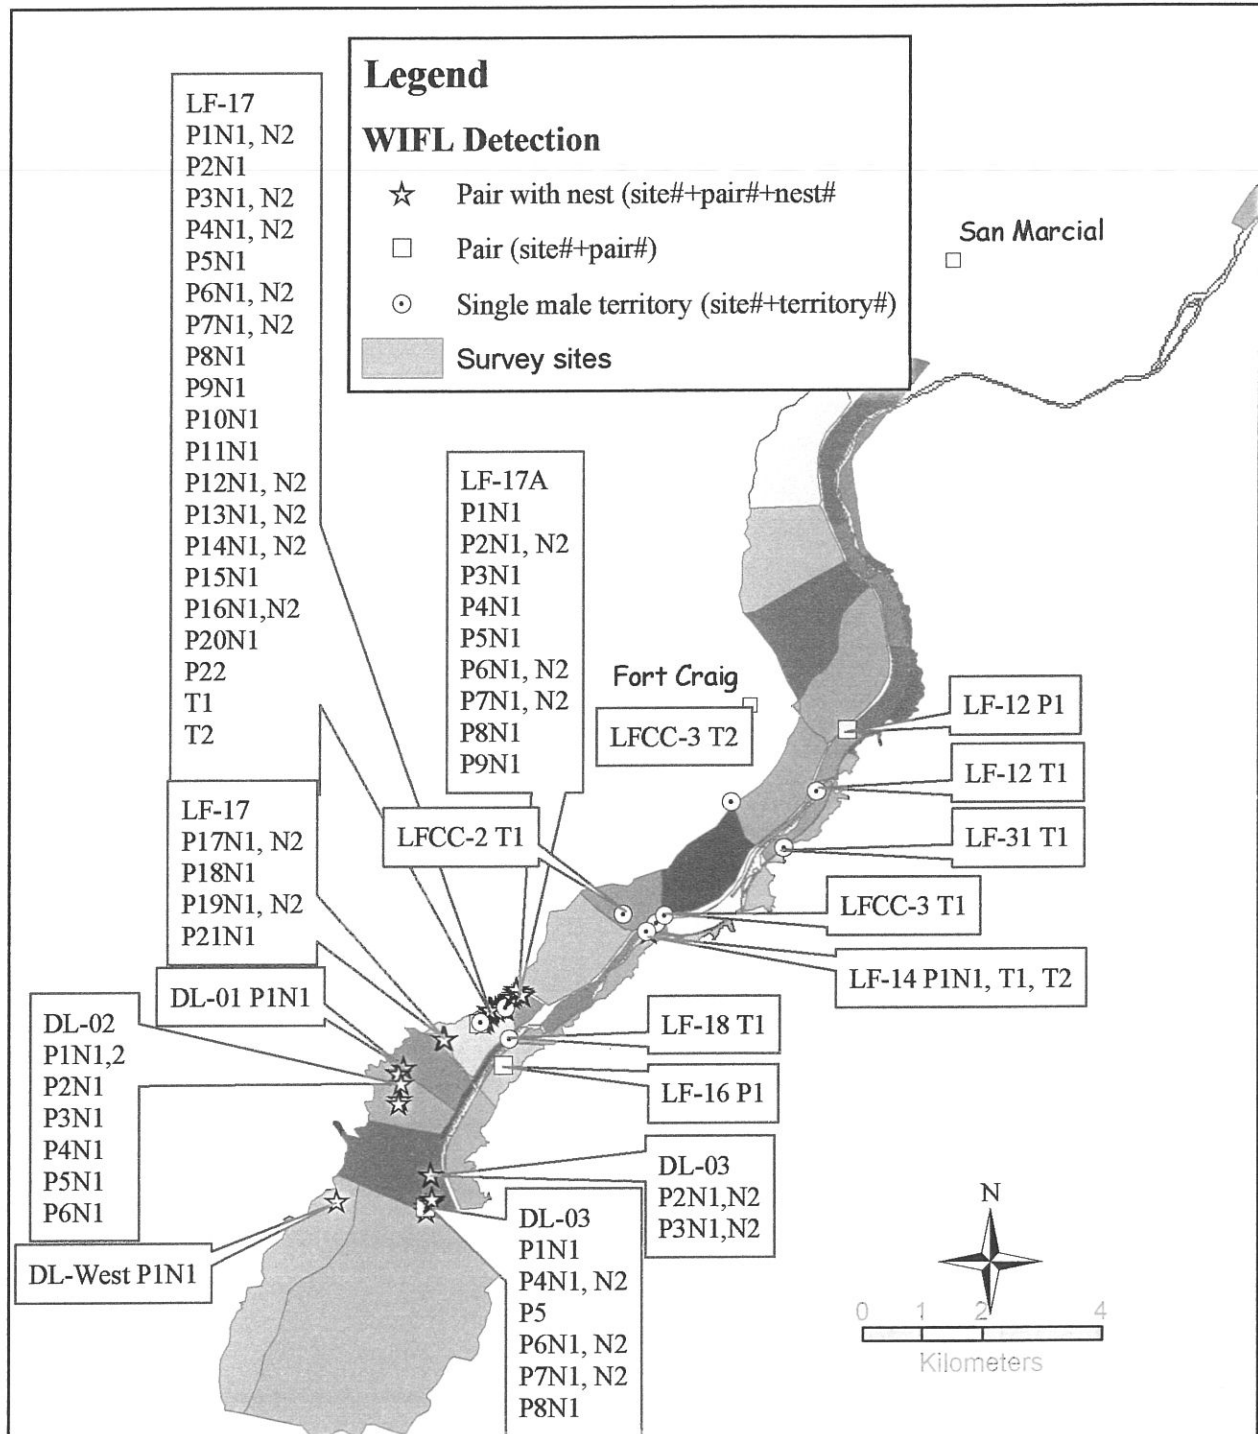 Legend
WIFL Detection
Pair with nest (site#+pair#+nest#
Pair (site#+pair#)
Single male territory (site#+territory#)
Survey sites
San Marcial
LF-17
P1N1, N2
P2N1
P3N1, N2
P4N1, N2
P5N1
P6N1, N2
P7N1, N2
P8N1
P9N1
P10N1
P11N1
P12N1, N2
P13N1, N2
P14N1, N2
P15N1
P16N1,N2
P20N1
P22
T1
T2
LF-17A
P1N1
P2N1, N2
P3N1
P4N1
P5N1
P6N1, N2
P7N1, N2
P8N1
P9N1
Fort Craig
LFCC-3 T2
LF-12 P1
LF-12 T1
LF-31 T1
LFCC-3 T1
LF-14 P1N1, T1, T2
LFCC-2 T1
LF-17
P17N1, N2
P18N1
P19N1, N2
P21N1
DL-01 P1N1
DL-02
P1N1,2
P2N1
P3N1
P4N1
P5N1
P6N1
LF-18 T1
LF-16 P1
DL-03
P2N1,N2
P3N1,N2
DL-West P1N1
DL-03
P1N1
P4N1, N2
P5
P6N1, N2
P7N1, N2
P8N1
N
0 1 2 4
Kilometers